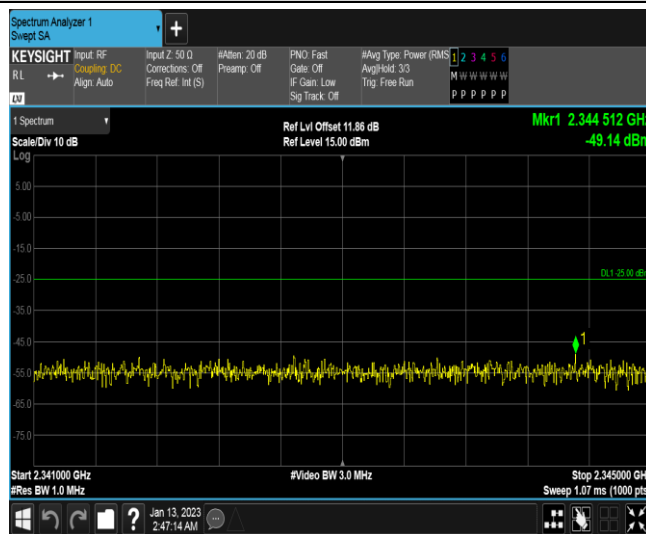 Spectrum Analyzer 1
Swept SA
+
KEYSIGHT
RL
Input: RF
Coupling: DC
Align: Auto
Input Z: 50 Ω
Corrections: Off
Freq Ref: Int (S)
#Atten: 20 dB
Preamp: Off
PNO: Fast
Gate: Off
IF Gain: Low
Sig Track: Off
#Avg Type: Power (RMS
Avg|Hold: 3/3
Trig: Free Run
1 2 3 4 5 6
M W W W W W
P P P P P P
LXI
1 Spectrum
Scale/Div 10 dB
Ref Lvl Offset 11.86 dB
Ref Level 15.00 dBm
Mkr1 2.344 512 GHz
-49.14 dBm
Log
5.00
-5.00
-15.0
-25.0
DL1 -25.00 dBm
-35.0
-45.0
1
-55.0
-65.0
-75.0
Start 2.341000 GHz
#Res BW 1.0 MHz
#Video BW 3.0 MHz
Stop 2.345000 GHz
Sweep 1.07 ms (1000 pts
?
Jan 13, 2023
2:47:14 AM